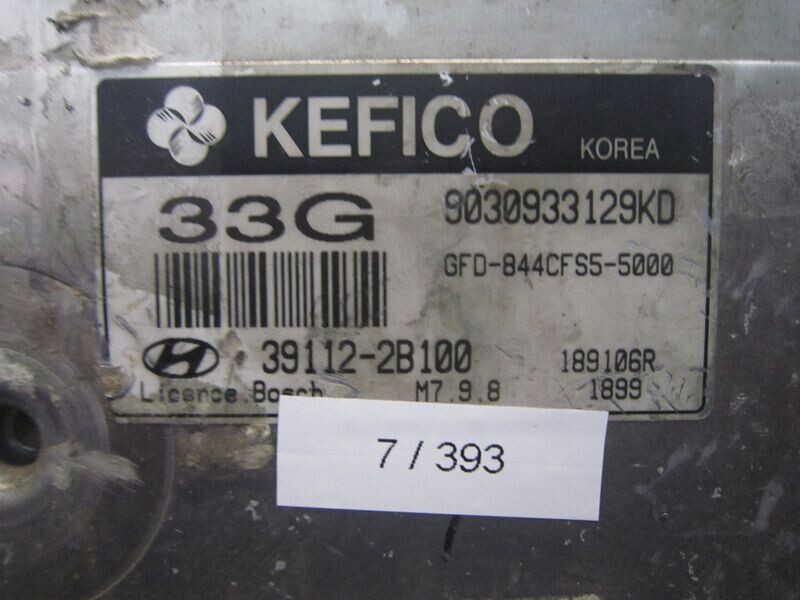 KEFICO KOREA
33G 9030933129KD
GFD-844CFS5-5000
39112-2B100 189106R
Licence Bosch M7.9.8 1899
7/393